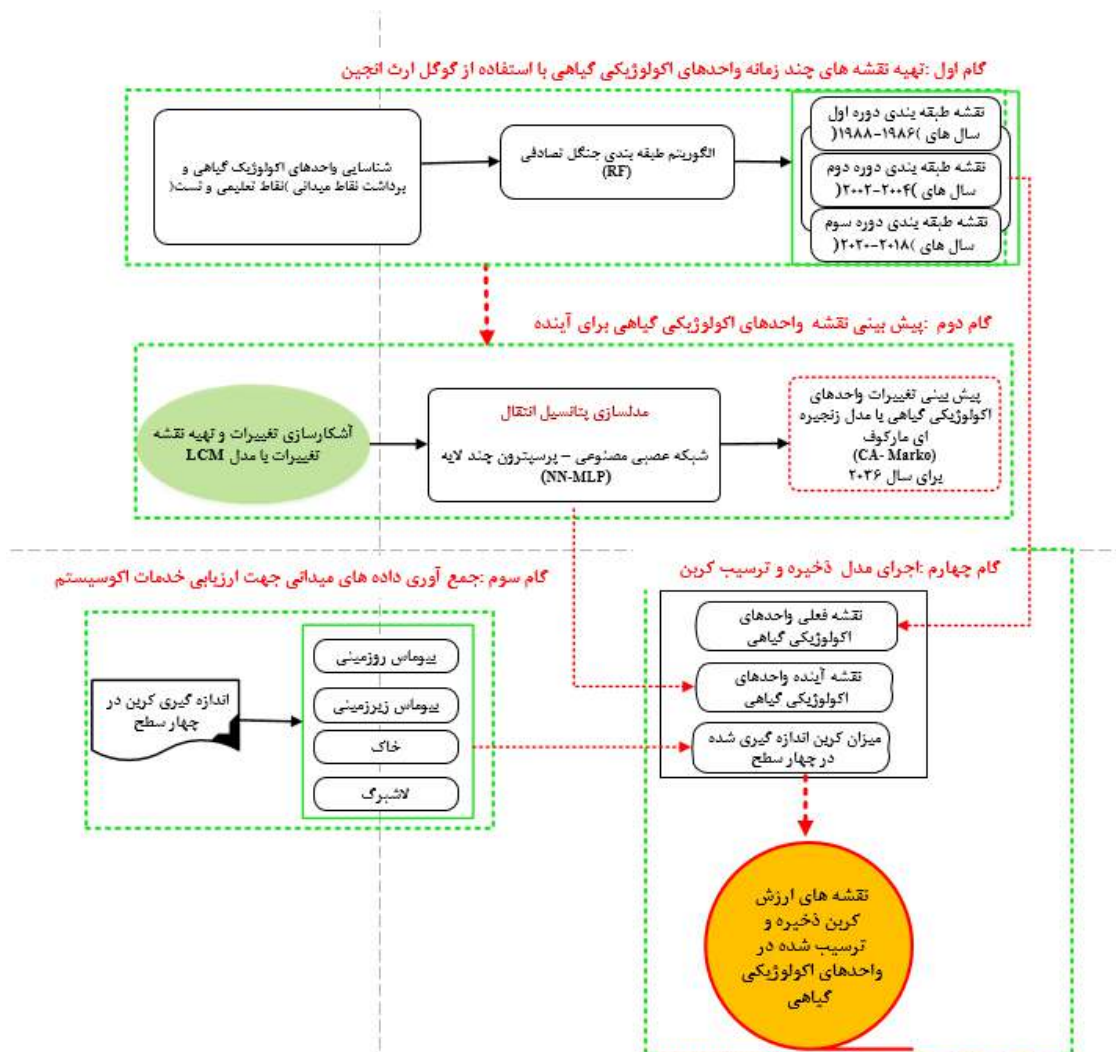 گام اول :تهیه نقشه های چند زمانه واحدهای اکولوژیکی گیاهی با استفاده از گوگل ارث انجین
شناسایی واحدهای اکولوژیک گیاهی و
برداشت نقاط میدانی )نقاط تعلیمی و تست(
الگوریتم طبقه بندی جنگل تصادفی
(RF)
نقشه طبقه بندی دوره اول
سال های )۱۹۸۶-۱۹۸۸(
نقشه طبقه بندی دوره دوم
سال های )۲۰۰۴-۲۰۰۲(
نقشه طبقه بندی دوره سوم
سال های )۲۰۱۸-۲۰۲۰(
گام دوم :پیش بینی نقشه واحدهای اکولوژیکی گیاهی برای آینده
آشکارسازی تغییرات و تهیه نقشه
تغییرات با مدل LCM
مدلسازی پتانسیل انتقال
شبکه عصبی مصنوعی – پرسپترون چند لایه
(NN-MLP)
پیش بینی تغییرات واحدهای
اکولوژیکی گیاهی با مدل زنجیره
ای مارکوف
(CA- Marko)
برای سال ۲۰۳۶
گام سوم :جمع آوری داده های میدانی جهت ارزیابی خدمات اکوسیستم
اندازه گیری کربن در
چهار سطح
بیوماس روزمینی
بیوماس زیرزمینی
خاک
لاشبرگ
گام چهارم :اجرای مدل ذخیره و ترسیب کربن
نقشه فعلی واحدهای
اکولوژیکی گیاهی
نقشه آینده واحدهای
اکولوژیکی گیاهی
میزان کربن اندازه گیری شده
در چهار سطح
نقشه های ارزش
کربن ذخیره و
ترسیب شده در
واحدهای اکولوژیکی
گیاهی